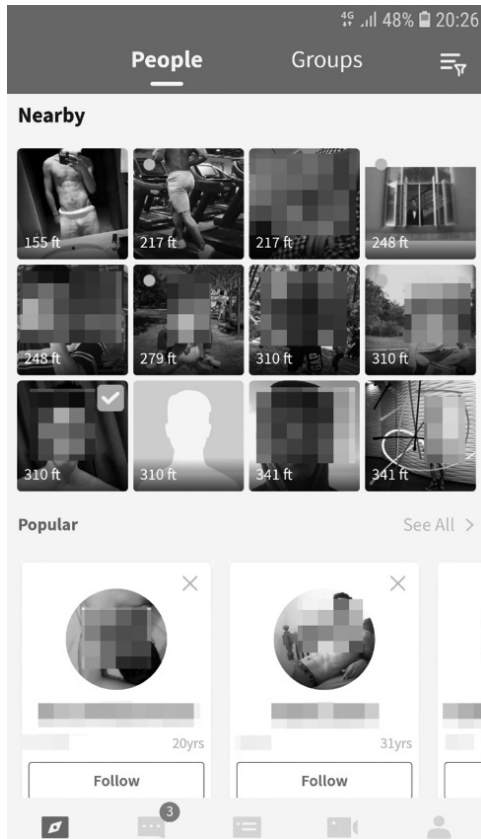 4G 48% 20:26
People Groups
Nearby
155 ft 217 ft 217 ft 248 ft
248 ft 279 ft 310 ft 310 ft
310 ft 310 ft 341 ft 341 ft
Popular See All >
20yrs 31yrs
Follow Follow
3